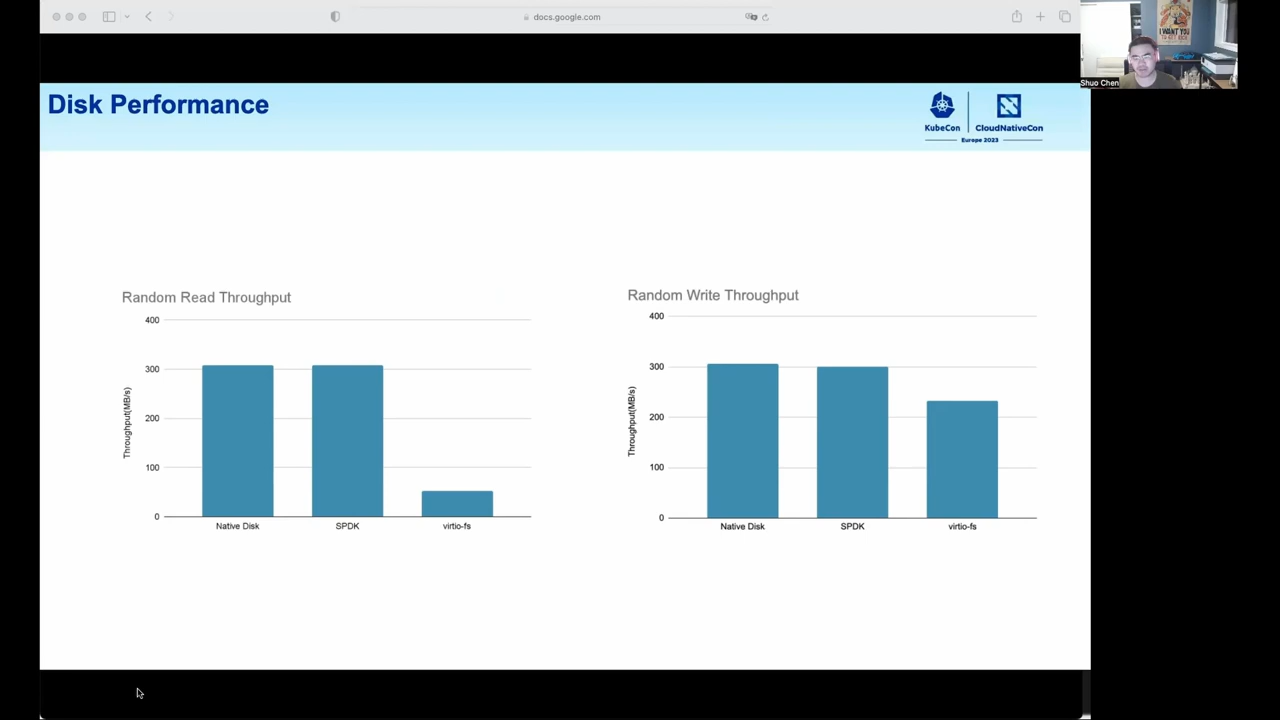 docs.google.com
I WANT YOU
Shuo Chen
Disk Performance
KubeCon
CloudNativeCon
Europe 2023
Random Read Throughput
Throughput(MB/s)
400
300
200
100
0
Native Disk
SPDK
virtio-fs
Random Write Throughput
Throughput(MB/s)
400
300
200
100
0
Native Disk
SPDK
virtio-fs